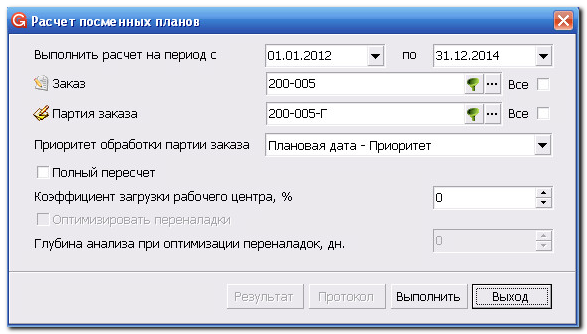 Расчет посменных планов
Выполнить расчет на период с 01.01.2012 по 31.12.2014
Заказ 200-005 ... Все
Партия заказа 200-005-Г ... Все
Приоритет обработки партии заказа Плановая дата - Приоритет
Полный пересчет
Коэффициент загрузки рабочего центра, % 0
Оптимизировать переналадки
Глубина анализа при оптимизации переналадок, дн. 0
Результат Протокол Выполнить Выход